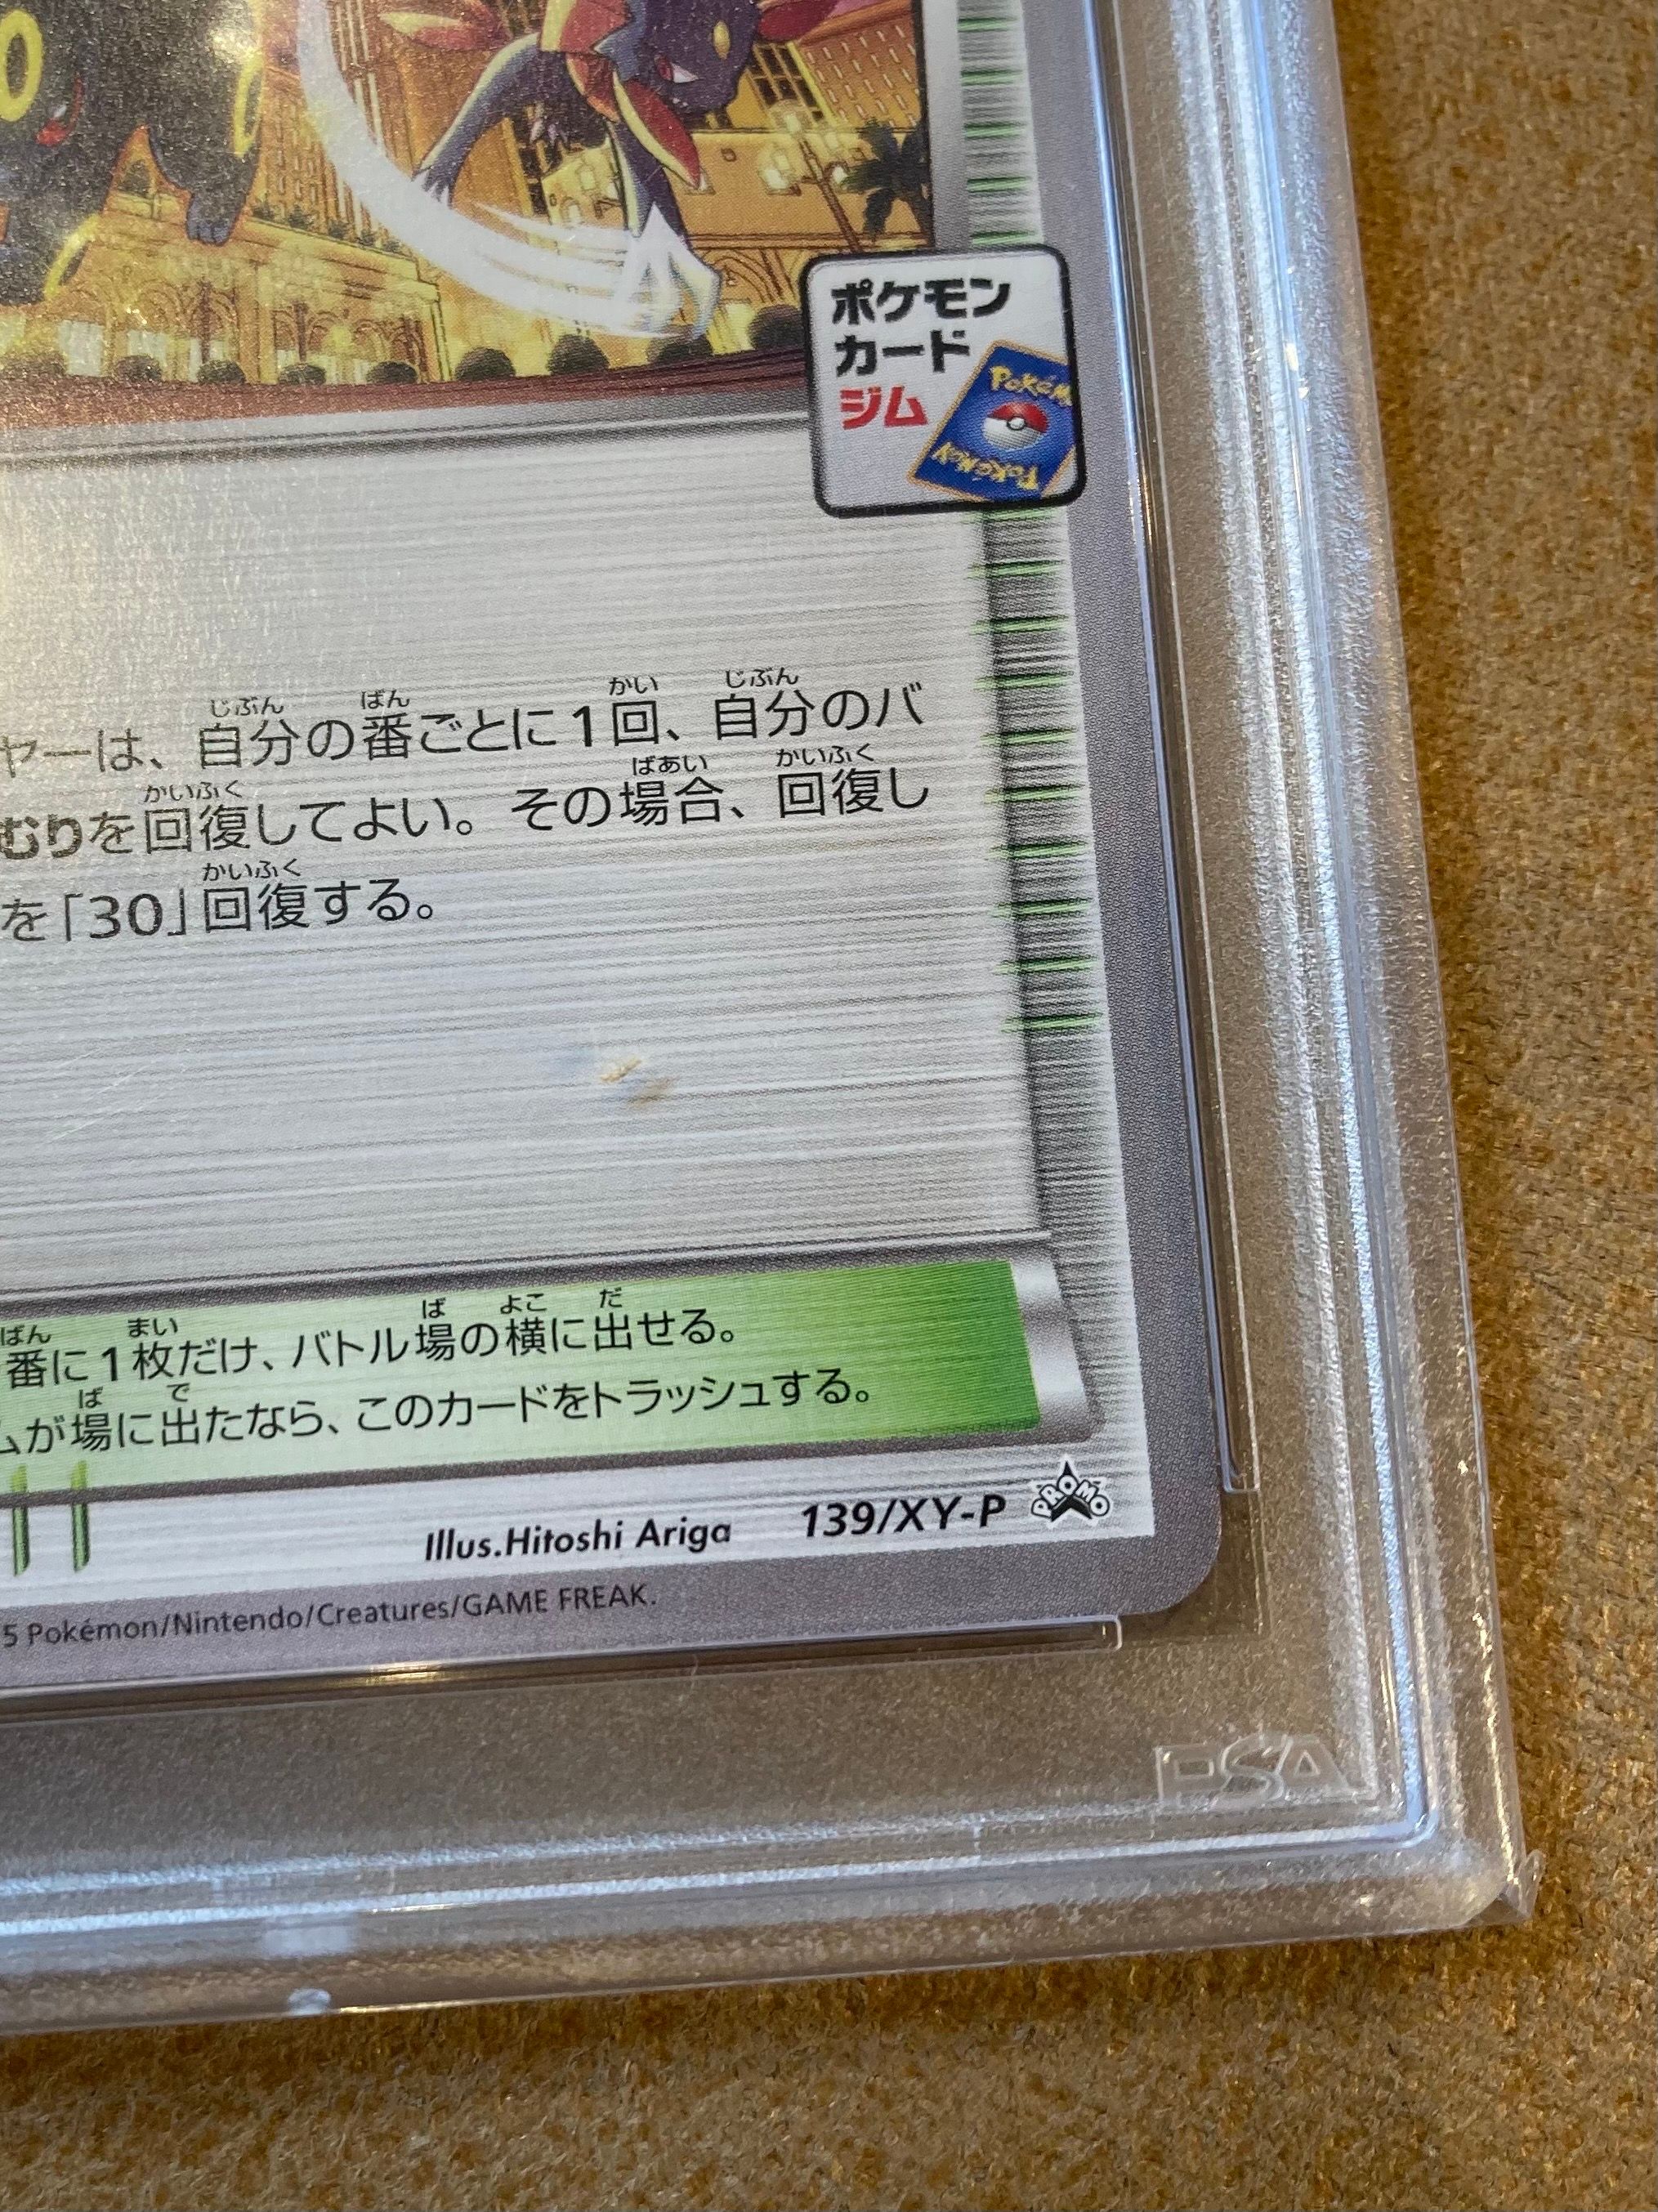 ポケモン
カード
ジム
POKÉM
POKÉMON
じぶん ばん かい じぶん
ヤーは、自分の番ごとに1回、自分のバ
かいふく ばあい かいふく
むりを回復してよい。その場合、回復し
かいふく
を「30」回復する。
ばん まい ば よこ だ
番に1枚だけ、バトル場の横に出せる。
ば で
ムが場に出たなら、このカードをトラッシュする。
Illus.Hitoshi Ariga 139/XY-P PROMO
5 Pokémon/Nintendo/Creatures/GAME FREAK.
PSA